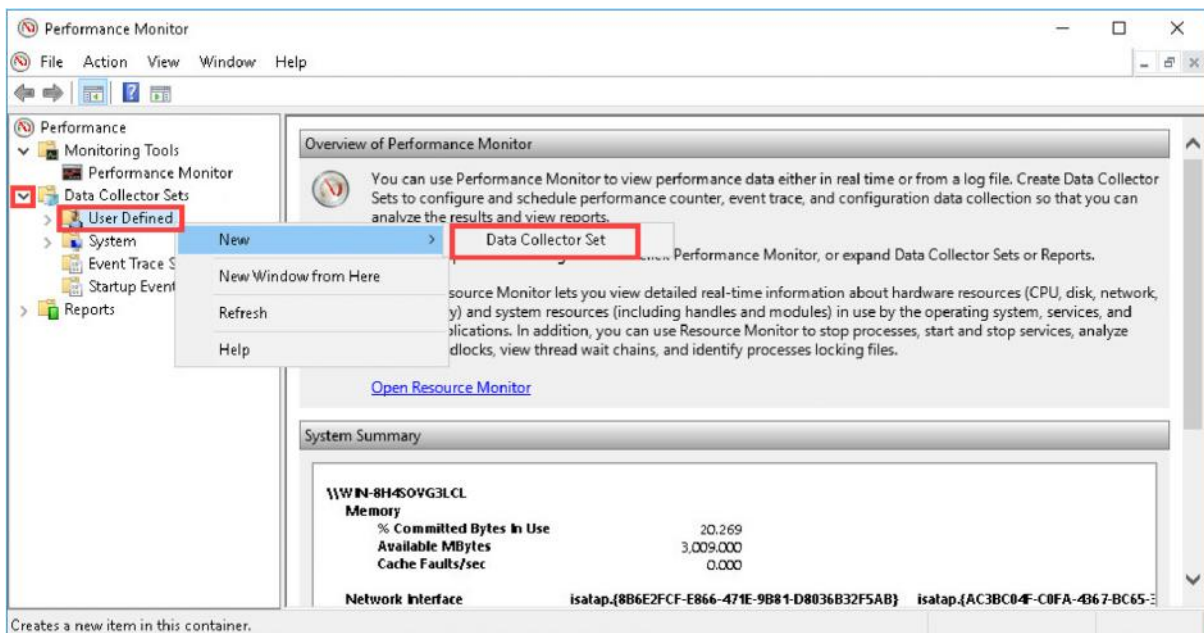 Performance Monitor
File Action View Window Help
Performance
Monitoring Tools
Performance Monitor
Data Collector Sets
User Defined
System
Event Trace S
Startup Event
Reports
New
Data Collector Set
New Window from Here
Refresh
Help
Overview of Performance Monitor
You can use Performance Monitor to view performance data either in real time or from a log file. Create Data Collector
Sets to configure and schedule performance counter, event trace, and configuration data collection so that you can
analyze the results and view reports.
Performance Monitor, or expand Data Collector Sets or Reports.
source Monitor lets you view detailed real-time information about hardware resources (CPU, disk, network,
y) and system resources (including handles and modules) in use by the operating system, services, and
plications. In addition, you can use Resource Monitor to stop processes, start and stop services, analyze
dlocks, view thread wait chains, and identify processes locking files.
Open Resource Monitor
System Summary
\\WIN-8H4SOVG3LCL
Memory
% Committed Bytes In Use 20.269
Available MBytes 3,009.000
Cache Faults/sec 0.000
Network Interface isatap.{8B6E2FCF-E866-471E-9B81-D8036B32F5AB} isatap.{AC3BC04F-C0FA-4367-BC65-3
Creates a new item in this container.